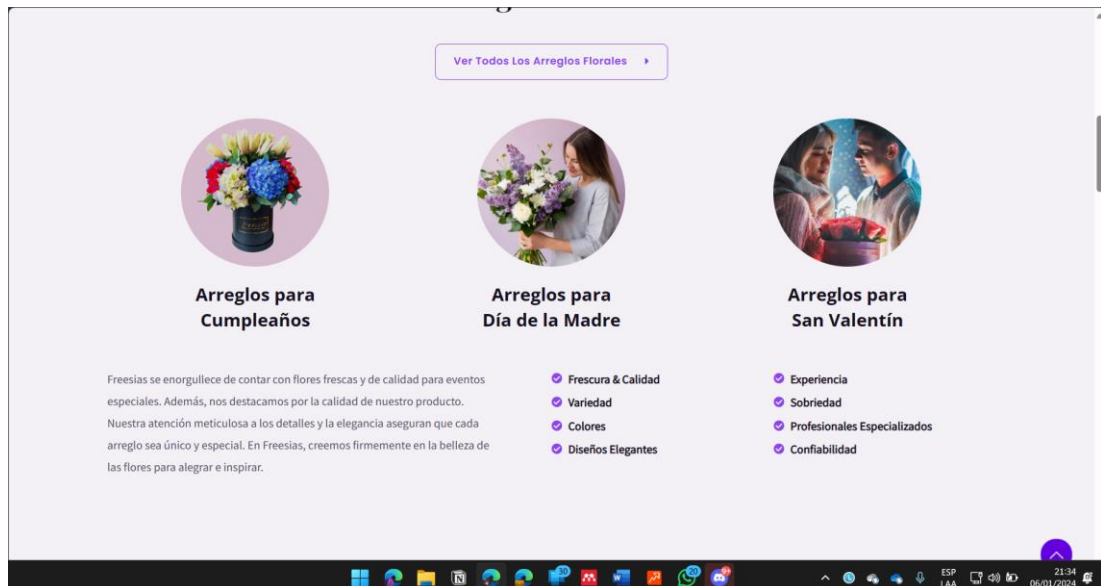 Ver Todos Los Arreglos Florales
Arreglos para
Cumpleaños
Arreglos para
Día de la Madre
Arreglos para
San Valentín
Freesias se enorgullece de contar con flores frescas y de calidad para eventos
especiales. Además, nos destacamos por la calidad de nuestro producto.
Nuestra atención meticulosa a los detalles y la elegancia aseguran que cada
arreglo sea único y especial. En Freesias, creemos firmemente en la belleza de
las flores para alegrar e inspirar.
Frescura & Calidad
Variedad
Colores
Diseños Elegantes
Experiencia
Sobriedad
Profesionales Especializados
Confiabilidad
30
20
ESP
LAA
21:34
06/01/2024